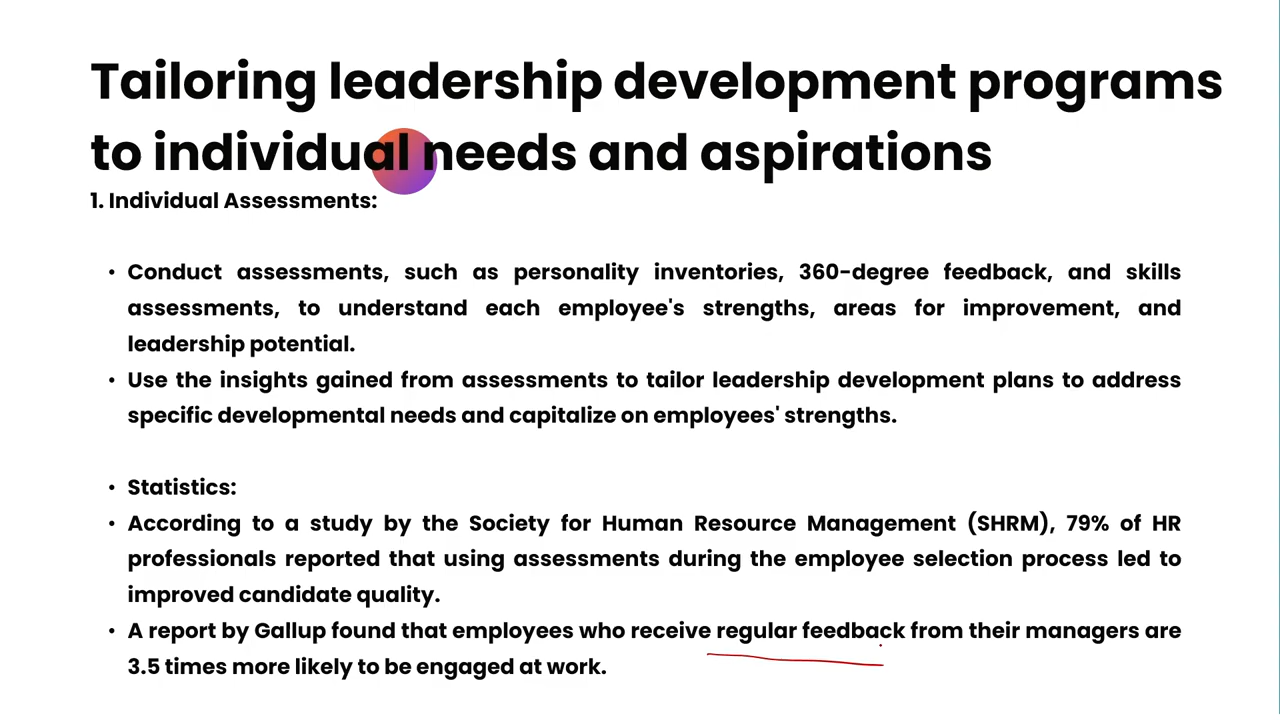 Tailoring leadership development programs
to individual needs and aspirations
1. Individual Assessments:
• Conduct assessments, such as personality inventories, 360-degree feedback, and skills
assessments, to understand each employee's strengths, areas for improvement, and
leadership potential.
• Use the insights gained from assessments to tailor leadership development plans to address
specific developmental needs and capitalize on employees' strengths.
• Statistics:
• According to a study by the Society for Human Resource Management (SHRM), 79% of HR
professionals reported that using assessments during the employee selection process led to
improved candidate quality.
• A report by Gallup found that employees who receive regular feedback from their managers are
3.5 times more likely to be engaged at work.